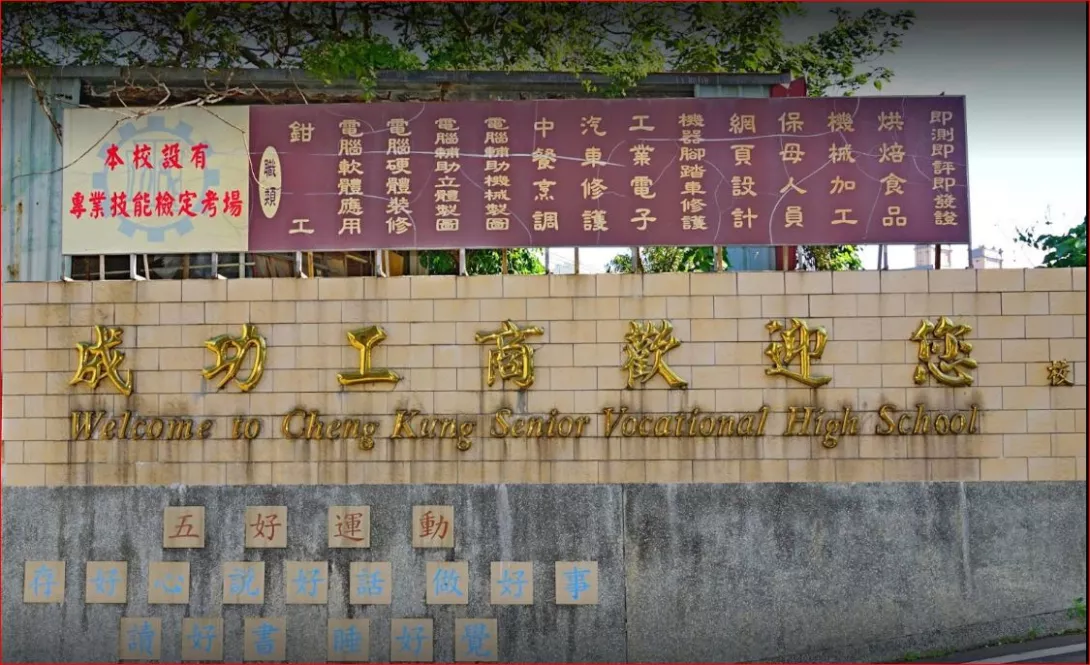 本校設有
專業技能檢定考場
職類
鉗工
電腦軟體應用
電腦硬體裝修
電腦輔助立體製圖
電腦輔助機械製圖
中餐烹調
汽車修護
工業電子
機器腳踏車修護
網頁設計
保母人員
機械加工
烘焙食品
即測即評即發證
成功工商歡迎您
校
Welcome to Cheng Kung Senior Vocational High School
五好運動
存好心說好話做好事
讀好書睡好覺